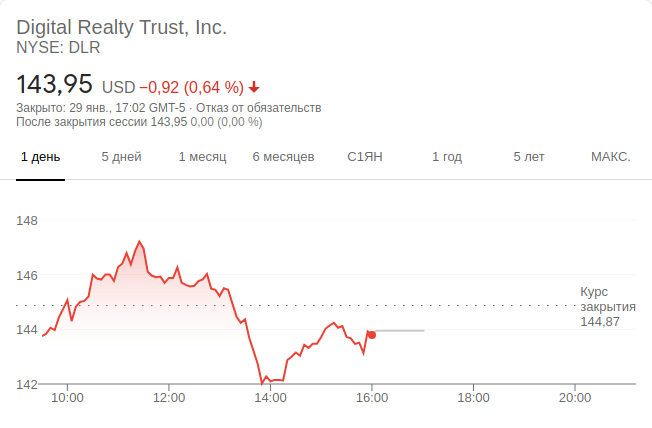 Digital Realty Trust, Inc.
NYSE: DLR
143,95 USD −0,92 (0,64 %)
Закрыто: 29 янв., 17:02 GMT-5 · Отказ от обязательств
После закрытия сессии 143,95 0,00 (0,00 %)
1 день 5 дней 1 месяц 6 месяцев С1ЯН 1 год 5 лет МАКС.
148
146
Курс
закрытия
144,87
144
142
10:00 12:00 14:00 16:00 18:00 20:00